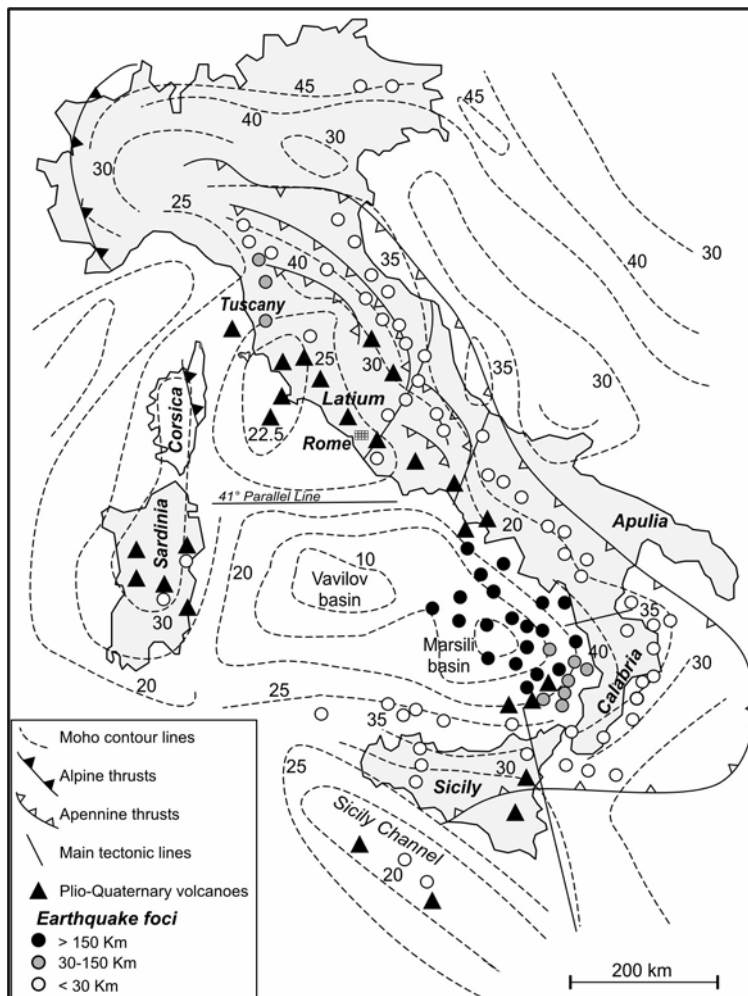 45
45
40
30
30
25
35
30
40
45
Tuscany
25
30
35
30
Latium
22.5
Rome
Corsica
41° Parallel Line
20
Apulia
Sardinia
10
20
Vavilov
basin
35
30
Marsili
basin
40
30
Calabria
20
25
35
25
30
Sicily
Sicily Channel
20
Moho contour lines
Alpine thrusts
Apennine thrusts
Main tectonic lines
Plio-Quaternary volcanoes
Earthquake foci
> 150 Km
30-150 Km
< 30 Km
200 km